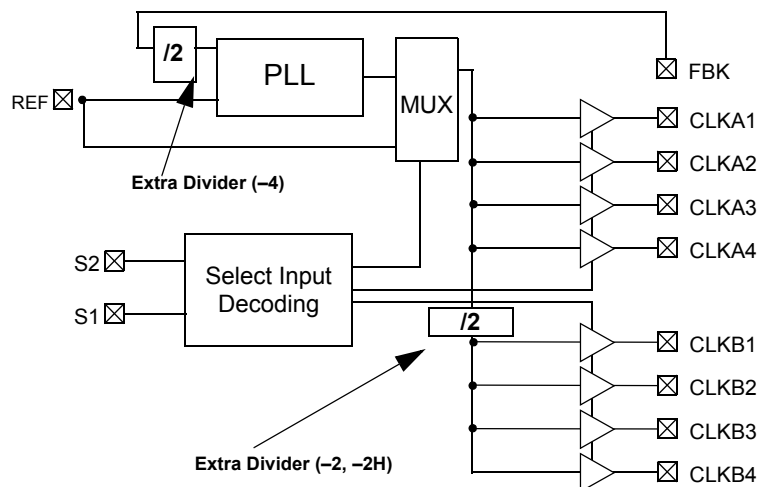 /2
PLL
FBK
REF
MUX
CLKA1
Extra Divider (–4)
CLKA2
CLKA3
CLKA4
S2
Select Input
Decoding
S1
/2
CLKB1
CLKB2
CLKB3
Extra Divider (–2, –2H)
CLKB4